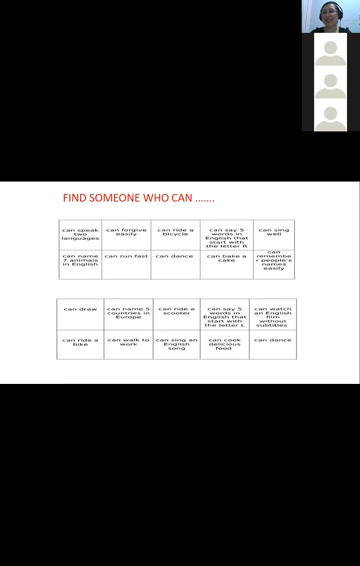 FIND SOMEONE WHO CAN .......
can speak two languages
can forgive easily
can ride a bicycle
can say 5 words in English that start with the letter R
can sing well
can name 7 animals in English
can run fast
can dance
can bake a cake
can remembe r people's names easily
can draw
can name 5 countries in Europe
can ride a scooter
can say 5 words in English that start with the letter L
can watch an English film without subtitles
can ride a bike
can walk to work
can sing an English song
can cook delicious food
can dance